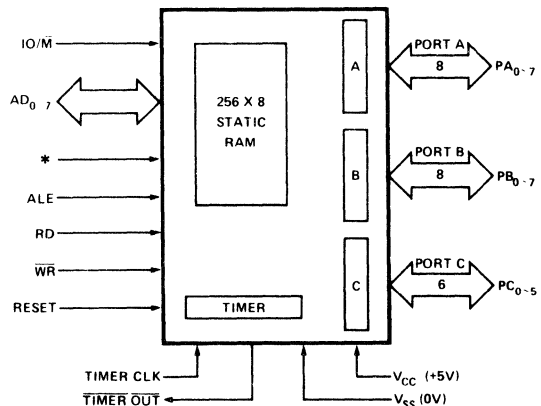 IO/M̅
AD0 7
*
ALE
RD
W̅R̅
RESET
256 X 8
STATIC
RAM
TIMER
A
B
C
PORT A
8
PA0~7
PORT B
8
PB0~7
PORT C
6
PC0~5
TIMER CLK
T̅I̅M̅E̅R̅ O̅U̅T̅
VCC (+5V)
VSS (0V)